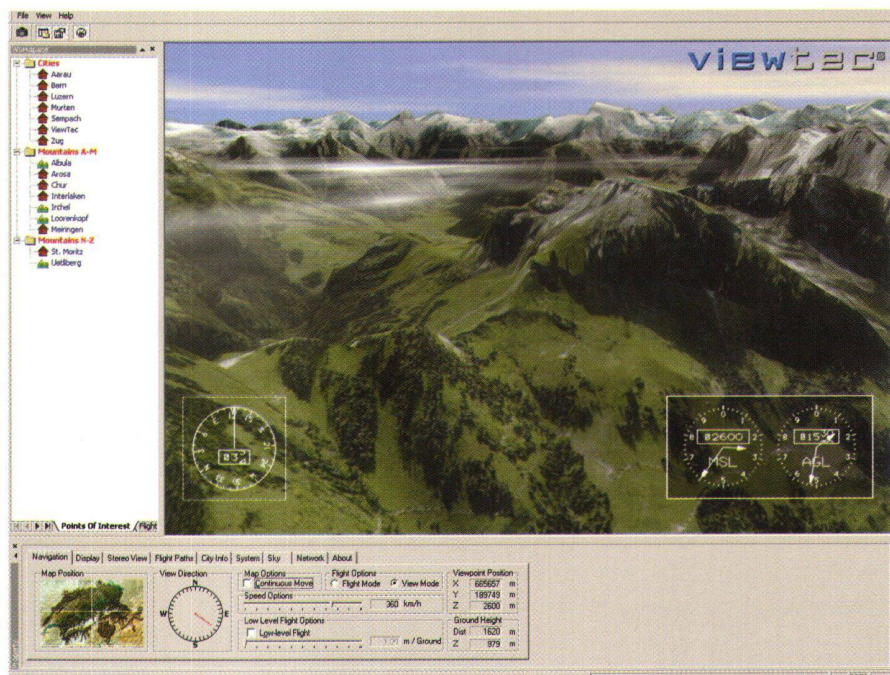 File View Help
Workspace
Cities
Aarau
Bern
Luzern
Murten
Sempach
ViewTec
Zug
Mountains A-M
Albula
Arosa
Chur
Interlaken
Irchel
Loorenkopf
Meiringen
Mountains N-Z
St. Moritz
Uetliberg
Points Of Interest Flight
viewtec
02600
MSL
AGL
Navigation Display Stereo View Flight Paths City Info System Sky Network About
Map Position
View Direction
N
W E
S
Map Options
Continuous Move
Flight Options
Flight Mode View Mode
Speed Options
360 km/h
Low Level Flight Options
Low-level Flight
m / Ground
Viewpoint Position
X 665657 m
Y 189749 m
Z 2600 m
Ground Height
Dist 1620 m
Z 979 m